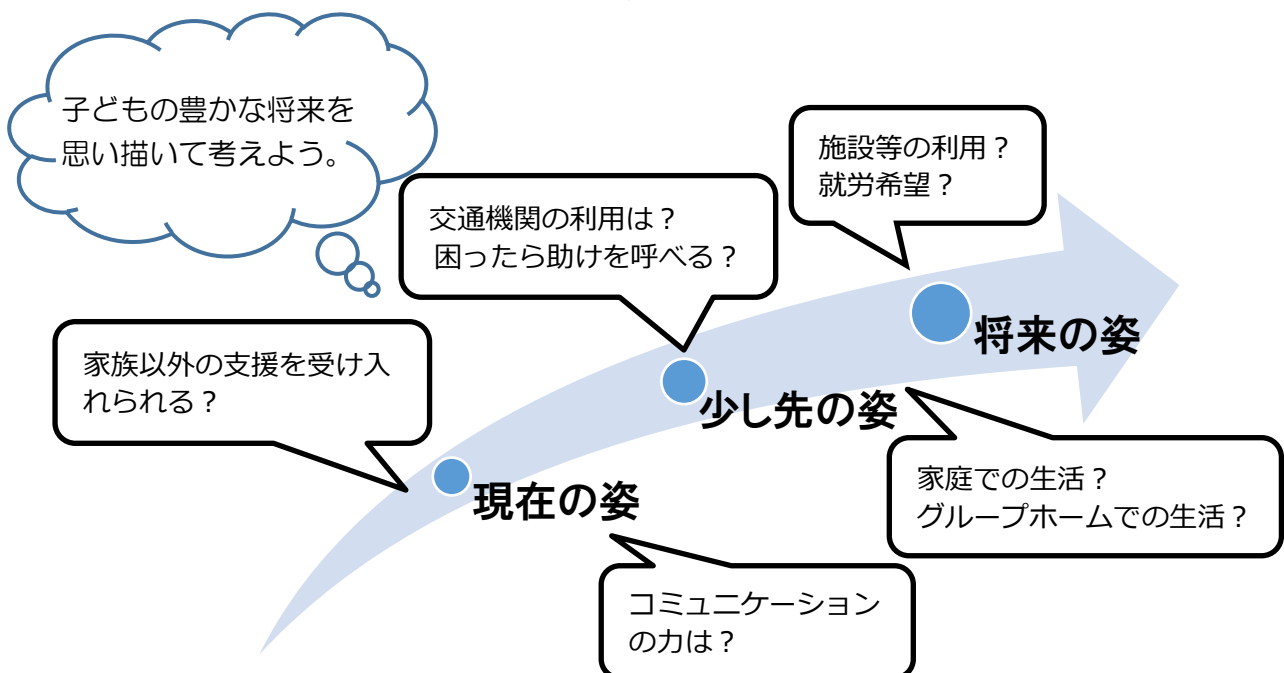 子どもの豊かな将来を
思い描いて考えよう。
施設等の利用？
就労希望？
交通機関の利用は？
困ったら助けを呼べる？
将来の姿
家族以外の支援を受け入
れられる？
少し先の姿
家庭での生活？
グループホームでの生活？
現在の姿
コミュニケーション
の力は？